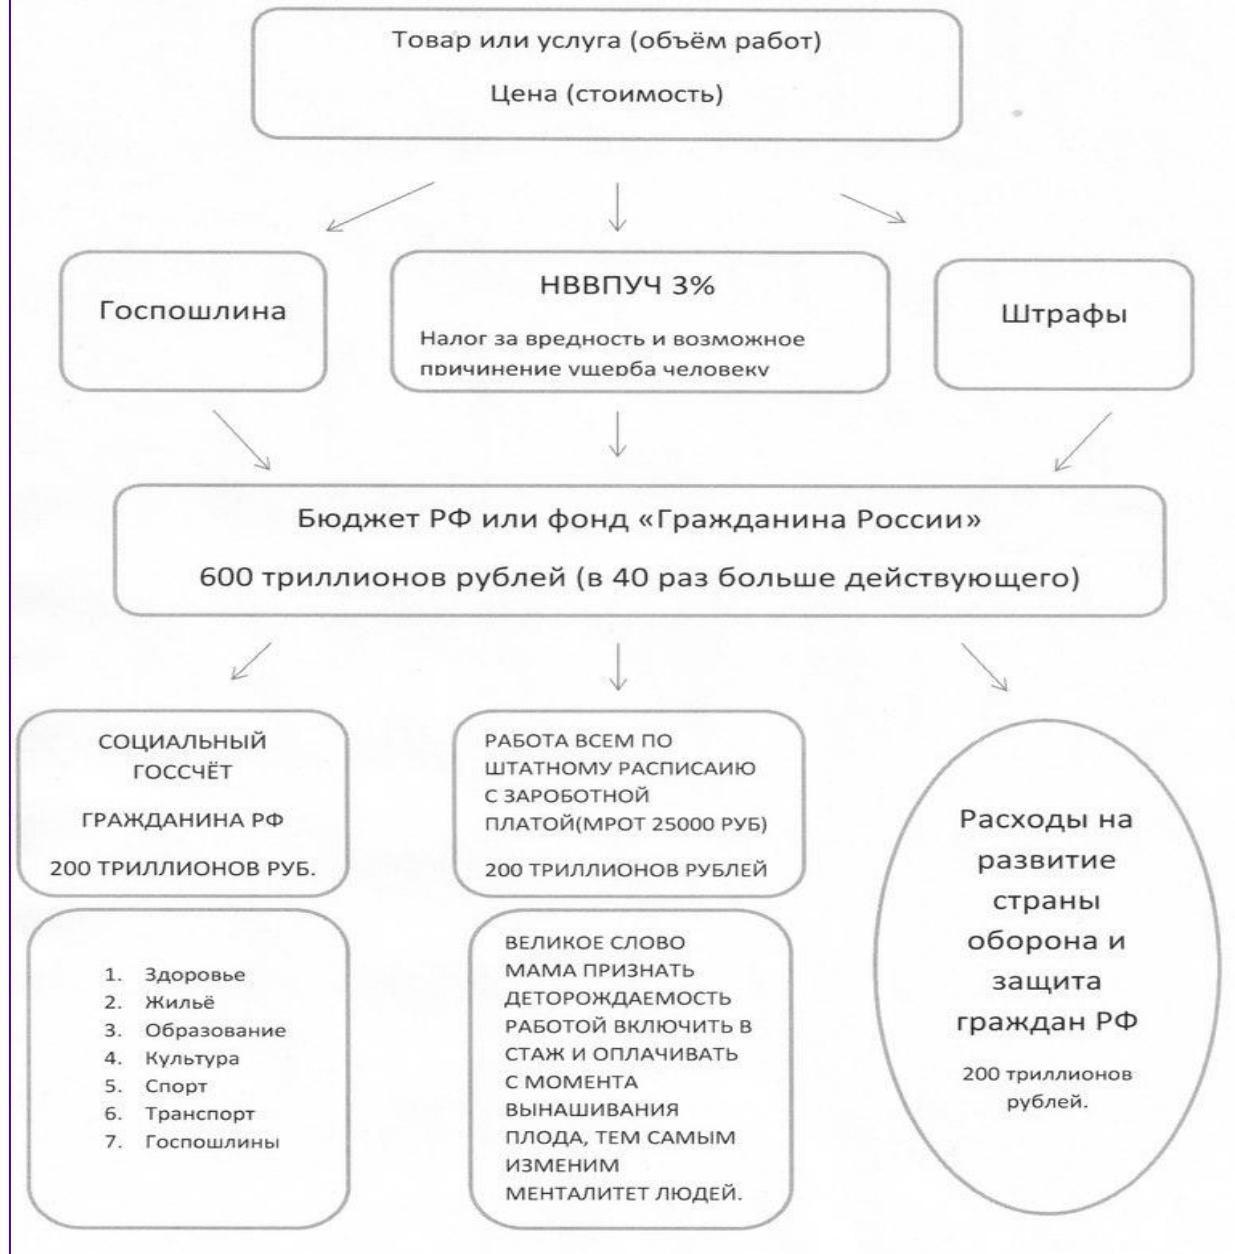 Товар или услуга (объём работ)
Цена (стоимость)
Госпошлина
НВВПУЧ 3%
Налог за вредность и возможное
причинение ущерба человеку
Штрафы
Бюджет РФ или фонд «Гражданина России»
600 триллионов рублей (в 40 раз больше действующего)
СОЦИАЛЬНЫЙ
ГОССЧЁТ
ГРАЖДАНИНА РФ
200 ТРИЛЛИОНОВ РУБ.
1. Здоровье
2. Жильё
3. Образование
4. Культура
5. Спорт
6. Транспорт
7. Госпошлины
РАБОТА ВСЕМ ПО
ШТАТНОМУ РАСПИСАИЮ
С ЗАРОБОТНОЙ
ПЛАТОЙ(МРОТ 25000 РУБ)
200 ТРИЛЛИОНОВ РУБЛЕЙ
ВЕЛИКОЕ СЛОВО
МАМА ПРИЗНАТЬ
ДЕТОРОЖДАЕМОСТЬ
РАБОТОЙ ВКЛЮЧИТЬ В
СТАЖ И ОПЛАЧИВАТЬ
С МОМЕНТА
ВЫНАШИВАНИЯ
ПЛОДА, ТЕМ САМЫМ
ИЗМЕНИМ
МЕНТАЛИТЕТ ЛЮДЕЙ.
Расходы на
развитие
страны
оборона и
защита
граждан РФ
200 триллионов
рублей.